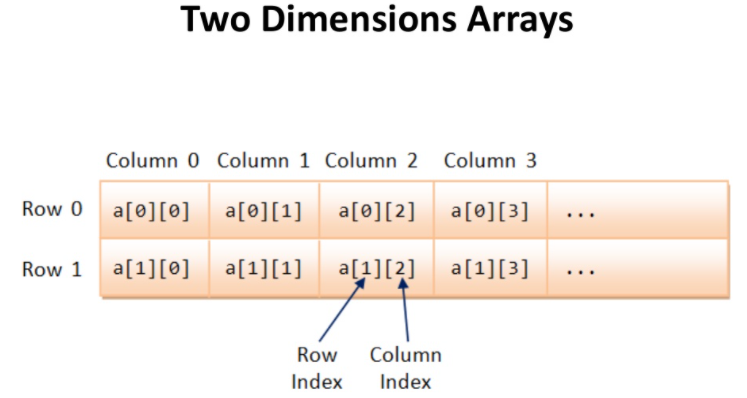 Two Dimensions Arrays
Column 0 Column 1 Column 2 Column 3
Row 0 a[0][0] a[0][1] a[0][2] a[0][3] ...
Row 1 a[1][0] a[1][1] a[1][2] a[1][3] ...
Row Column
Index Index